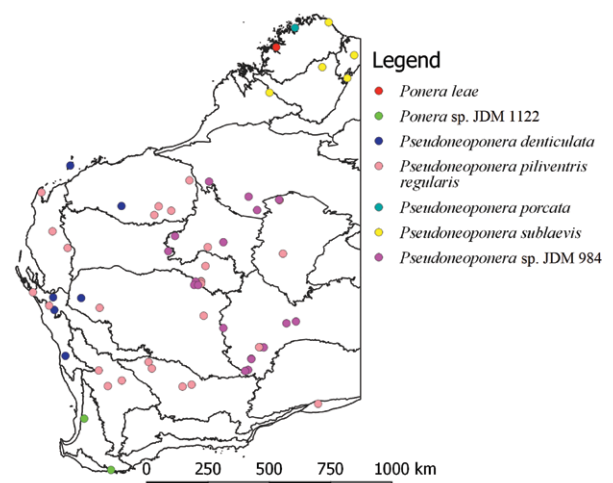 Legend
Ponera leae
Ponera sp. JDM 1122
Pseudoneoponera denticulata
Pseudoneoponera piliventris
regularis
Pseudoneoponera porcata
Pseudoneoponera sublaevis
Pseudoneoponera sp. JDM 984
0 250 500 750 1000 km